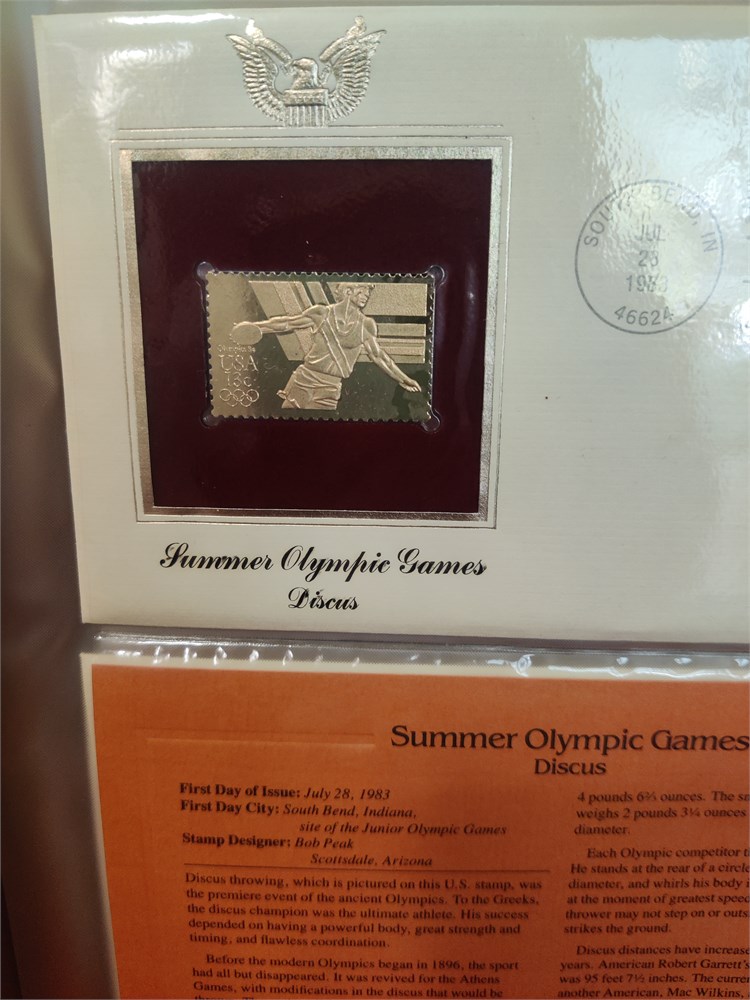 SOUTH BEND, IN
JUL
28
1983
USA
13c
Summer Olympic Games
Discus
Summer Olympic Games
Discus
First Day of Issue: July 28, 1983
First Day City: South Bend, Indiana,
site of the Junior Olympic Games
Stamp Designer: Bob Peak
Scottsdale, Arizona
Discus throwing, which is pictured on this U.S. stamp, was
the premiere event of the ancient Olympics. To the Greeks,
the discus champion was the ultimate athlete. His success
depended on having a powerful body, great strength and
timing, and flawless coordination.
Before the modern Olympics began in 1896, the sport
had all but disappeared. It was revived for the Athens
Games, with modifications in the discus that would be
4 pounds 6⅔ ounces. The
weighs 2 pounds 3¼ ounces
diameter.
Each Olympic competitor
He stands at the rear of a circle
diameter, and whirls his body
at the moment of greatest
thrower may not step on or
strikes the ground.
Discus distances have
years. American Robert Garrett's
was 95 feet 7½ inches. The
another American, Mac Wilkins,